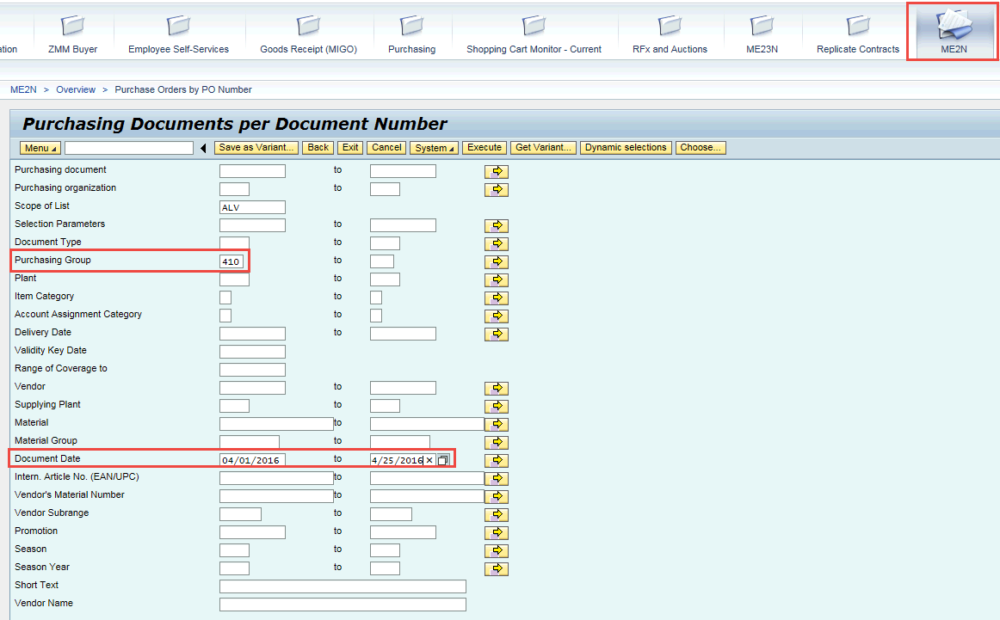 ation ZMM Buyer Employee Self-Services Goods Receipt (MIGO) Purchasing Shopping Cart Monitor - Current RFx and Auctions ME23N Replicate Contracts ME2N
ME2N > Overview > Purchase Orders by PO Number
Purchasing Documents per Document Number
Menu Save as Variant... Back Exit Cancel System Execute Get Variant... Dynamic selections Choose...
Purchasing document to
Purchasing organization to
Scope of List ALV
Selection Parameters to
Document Type to
Purchasing Group 410 to
Plant to
Item Category to
Account Assignment Category to
Delivery Date to
Validity Key Date
Range of Coverage to
Vendor to
Supplying Plant to
Material to
Material Group to
Document Date 04/01/2016 to 4/25/2016
Intern. Article No. (EAN/UPC) to
Vendor's Material Number to
Vendor Subrange to
Promotion to
Season to
Season Year to
Short Text
Vendor Name